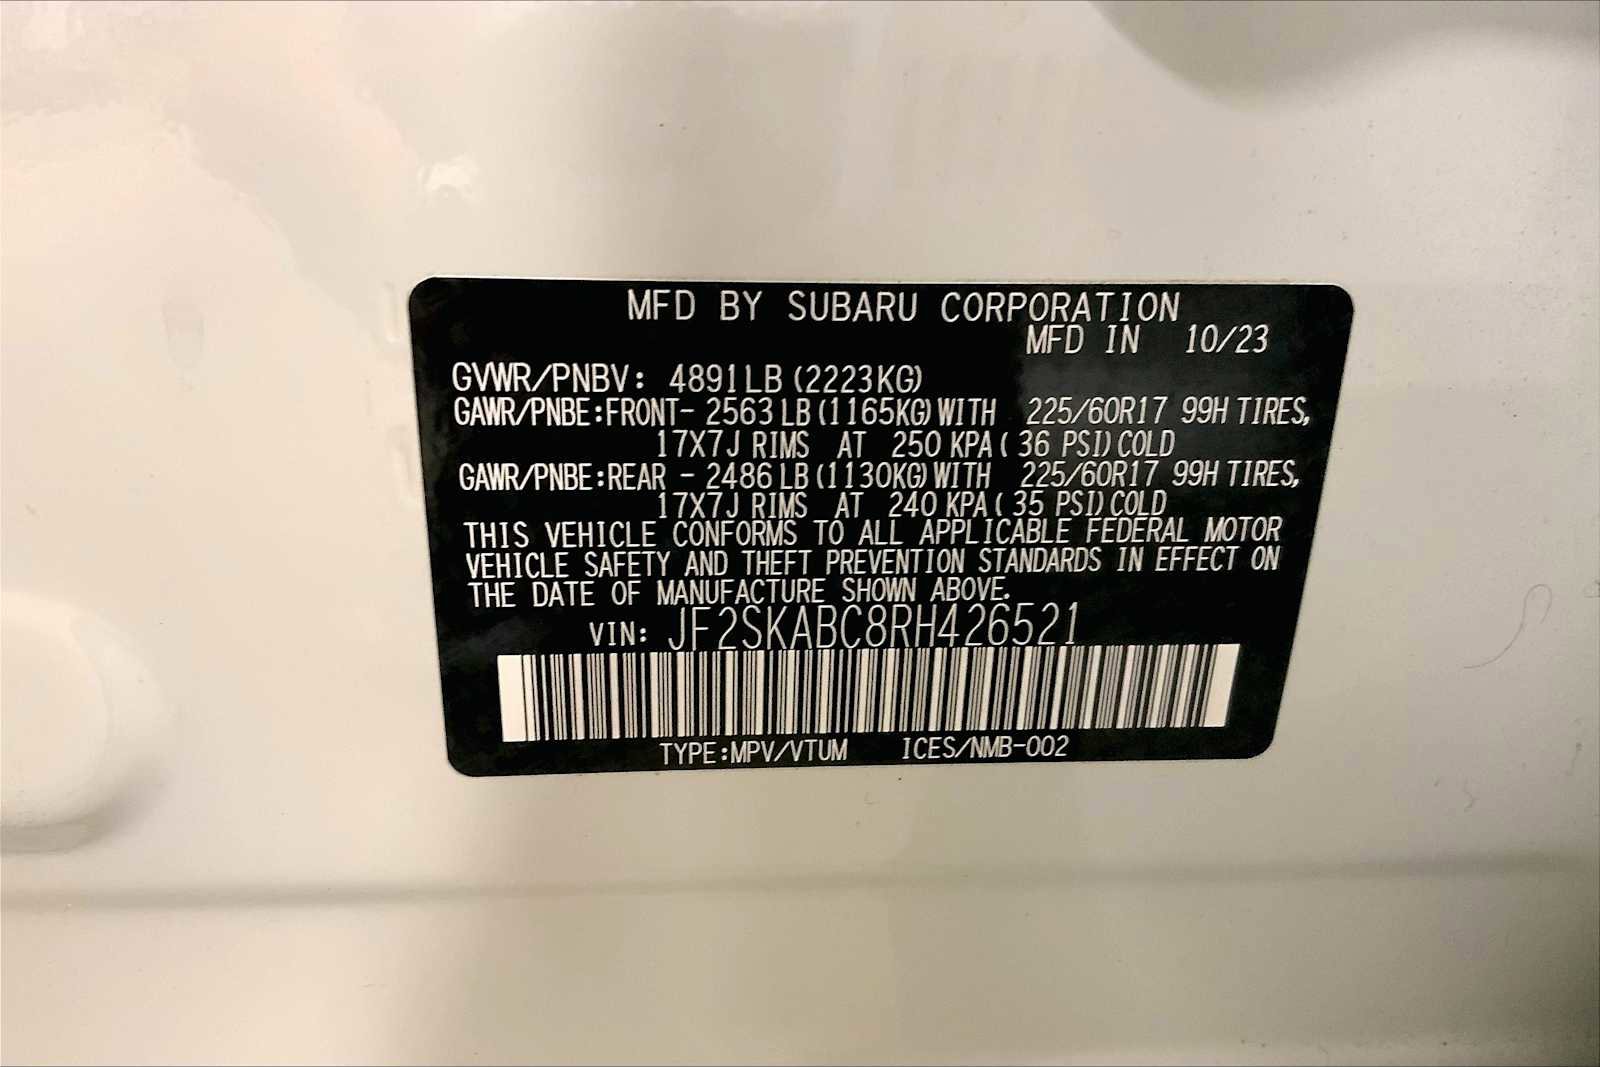 MFD BY SUBARU CORPORATION
MFD IN 10/23
GVWR/PNBV: 4891LB (2223KG)
GAWR/PNBE:FRONT- 2563 LB (1165KG) WITH 225/60R17 99H TIRES,
17X7J RIMS AT 250 KPA ( 36 PSI) COLD
GAWR/PNBE:REAR - 2486 LB (1130KG) WITH 225/60R17 99H TIRES,
17X7J RIMS AT 240 KPA ( 35 PSI) COLD
THIS VEHICLE CONFORMS TO ALL APPLICABLE FEDERAL MOTOR
VEHICLE SAFETY AND THEFT PREVENTION STANDARDS IN EFFECT ON
THE DATE OF MANUFACTURE SHOWN ABOVE.
VIN: JF2SKABC8RH426521
TYPE:MPV/VTUM ICES/NMB-002